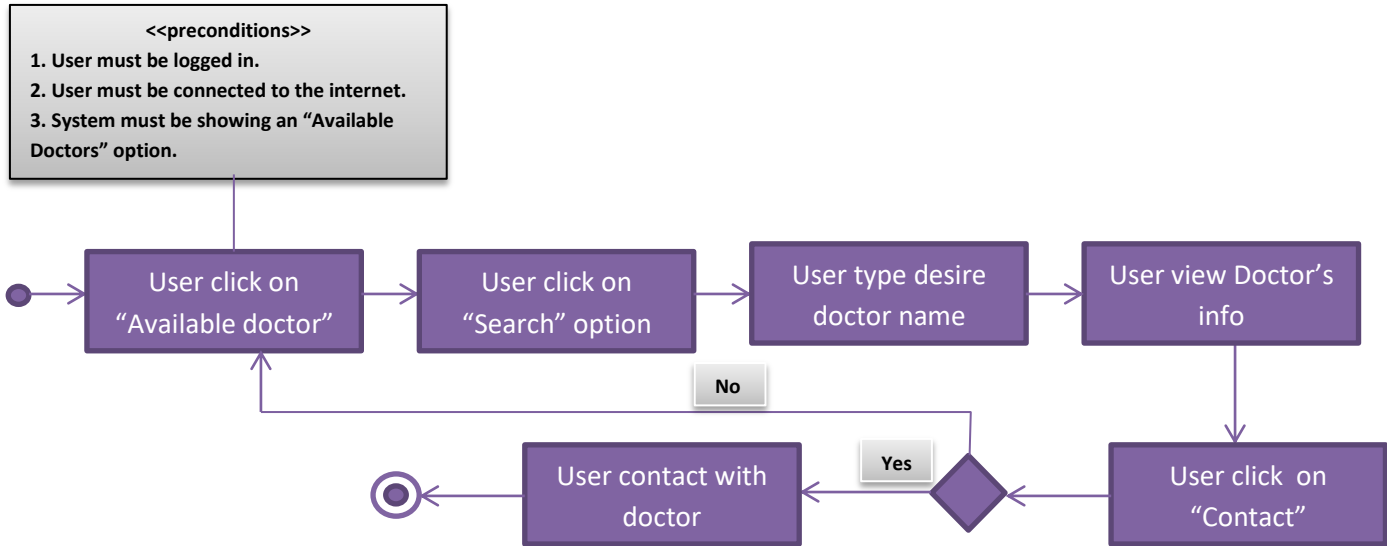 <<preconditions>>
1. User must be logged in.
2. User must be connected to the internet.
3. System must be showing an “Available
Doctors” option.
User click on
“Available doctor”
User click on
“Search” option
User type desire
doctor name
User view Doctor’s
info
No
User contact with
doctor
Yes
User click on
“Contact”